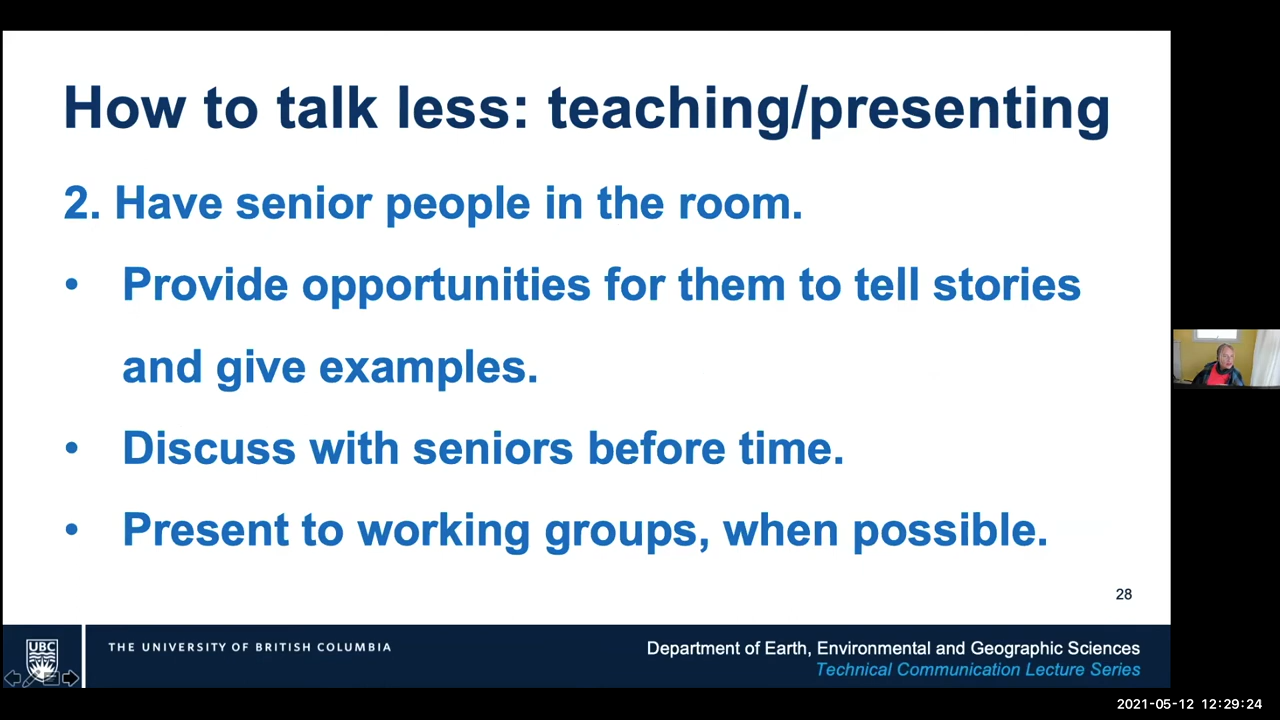 How to talk less: teaching/presenting
2. Have senior people in the room.
• Provide opportunities for them to tell stories
and give examples.
• Discuss with seniors before time.
• Present to working groups, when possible.
28
UBC
THE UNIVERSITY OF BRITISH COLUMBIA
Department of Earth, Environmental and Geographic Sciences
Technical Communication Lecture Series
2021-05-12 12:29:24